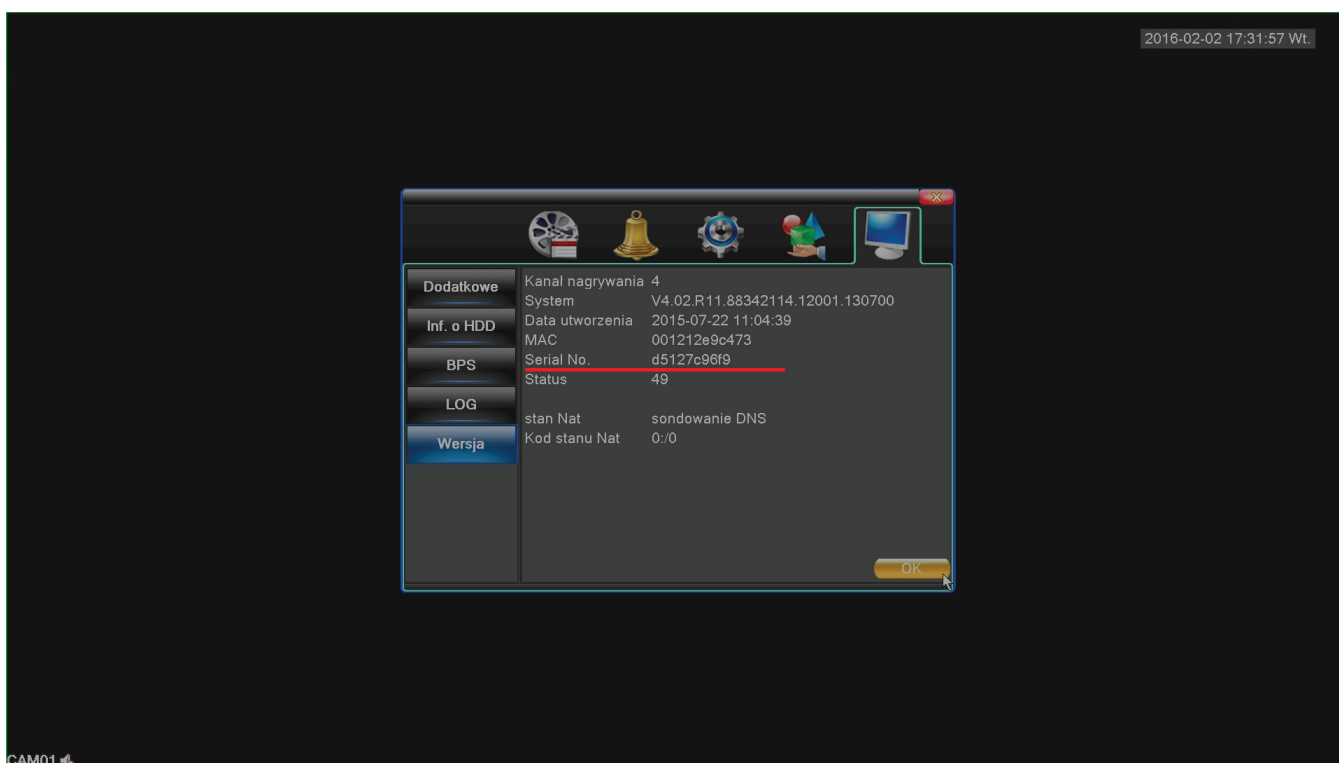 2016-02-02 17:31:57 Wt.
Dodatkowe
Inf. o HDD
BPS
LOG
Wersja
Kanał nagrywania 4
System V4.02.R11.88342114.12001.130700
Data utworzenia 2015-07-22 11:04:39
MAC 001212e9c473
Serial No. d5127c96f9
Status 49
stan Nat sondowanie DNS
Kod stanu Nat 0:/0
OK
CAM01